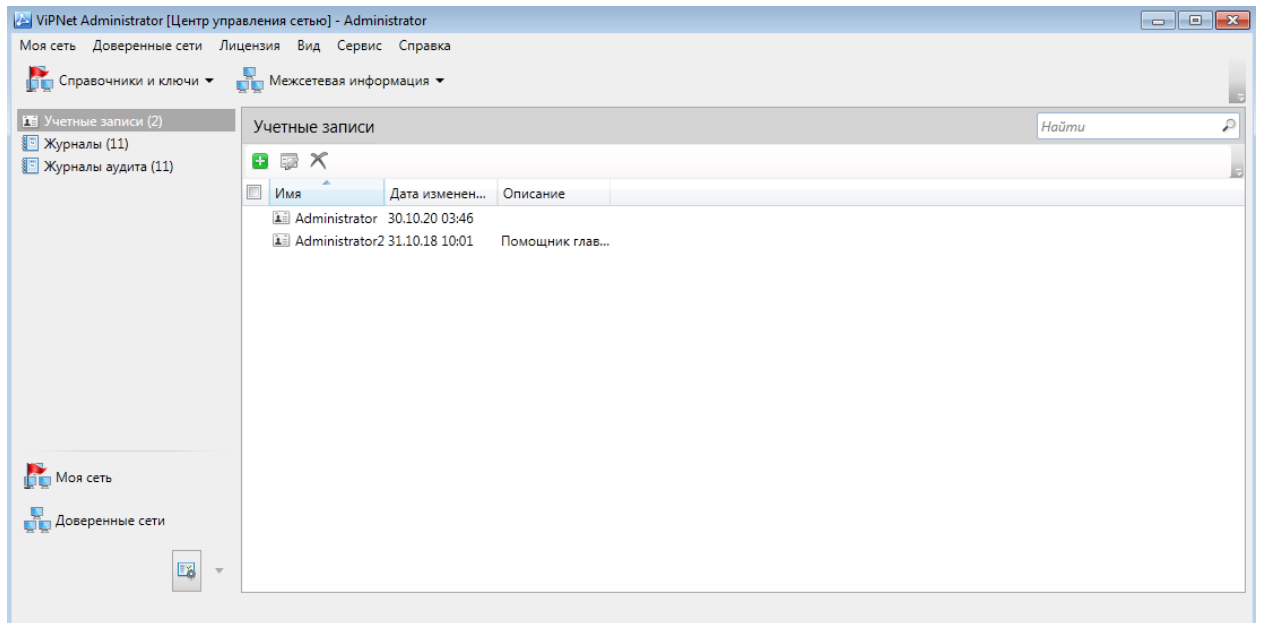 ViPNet Administrator [Центр управления сетью] - Administrator
Моя сеть Доверенные сети Лицензия Вид Сервис Справка
Справочники и ключи Межсетевая информация
Учетные записи (2)
Журналы (11)
Журналы аудита (11)
Учетные записи
Найти
Имя Дата изменен... Описание
Administrator 30.10.20 03:46
Administrator2 31.10.18 10:01 Помощник глав...
Моя сеть
Доверенные сети